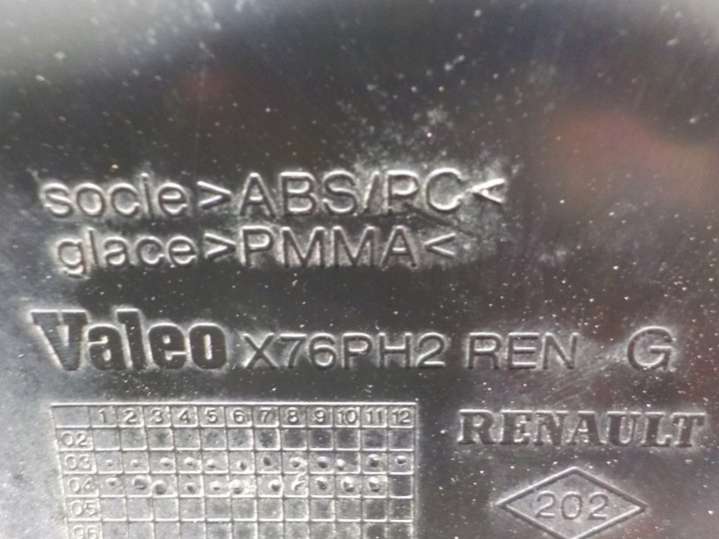 socle>ABS/PC<
glace>PMMA<
Valeo X76PH2 REN G
1 2 3 4 5 6 7 8 9 10 11 12
02
03
04
05
06
RENAULT
202